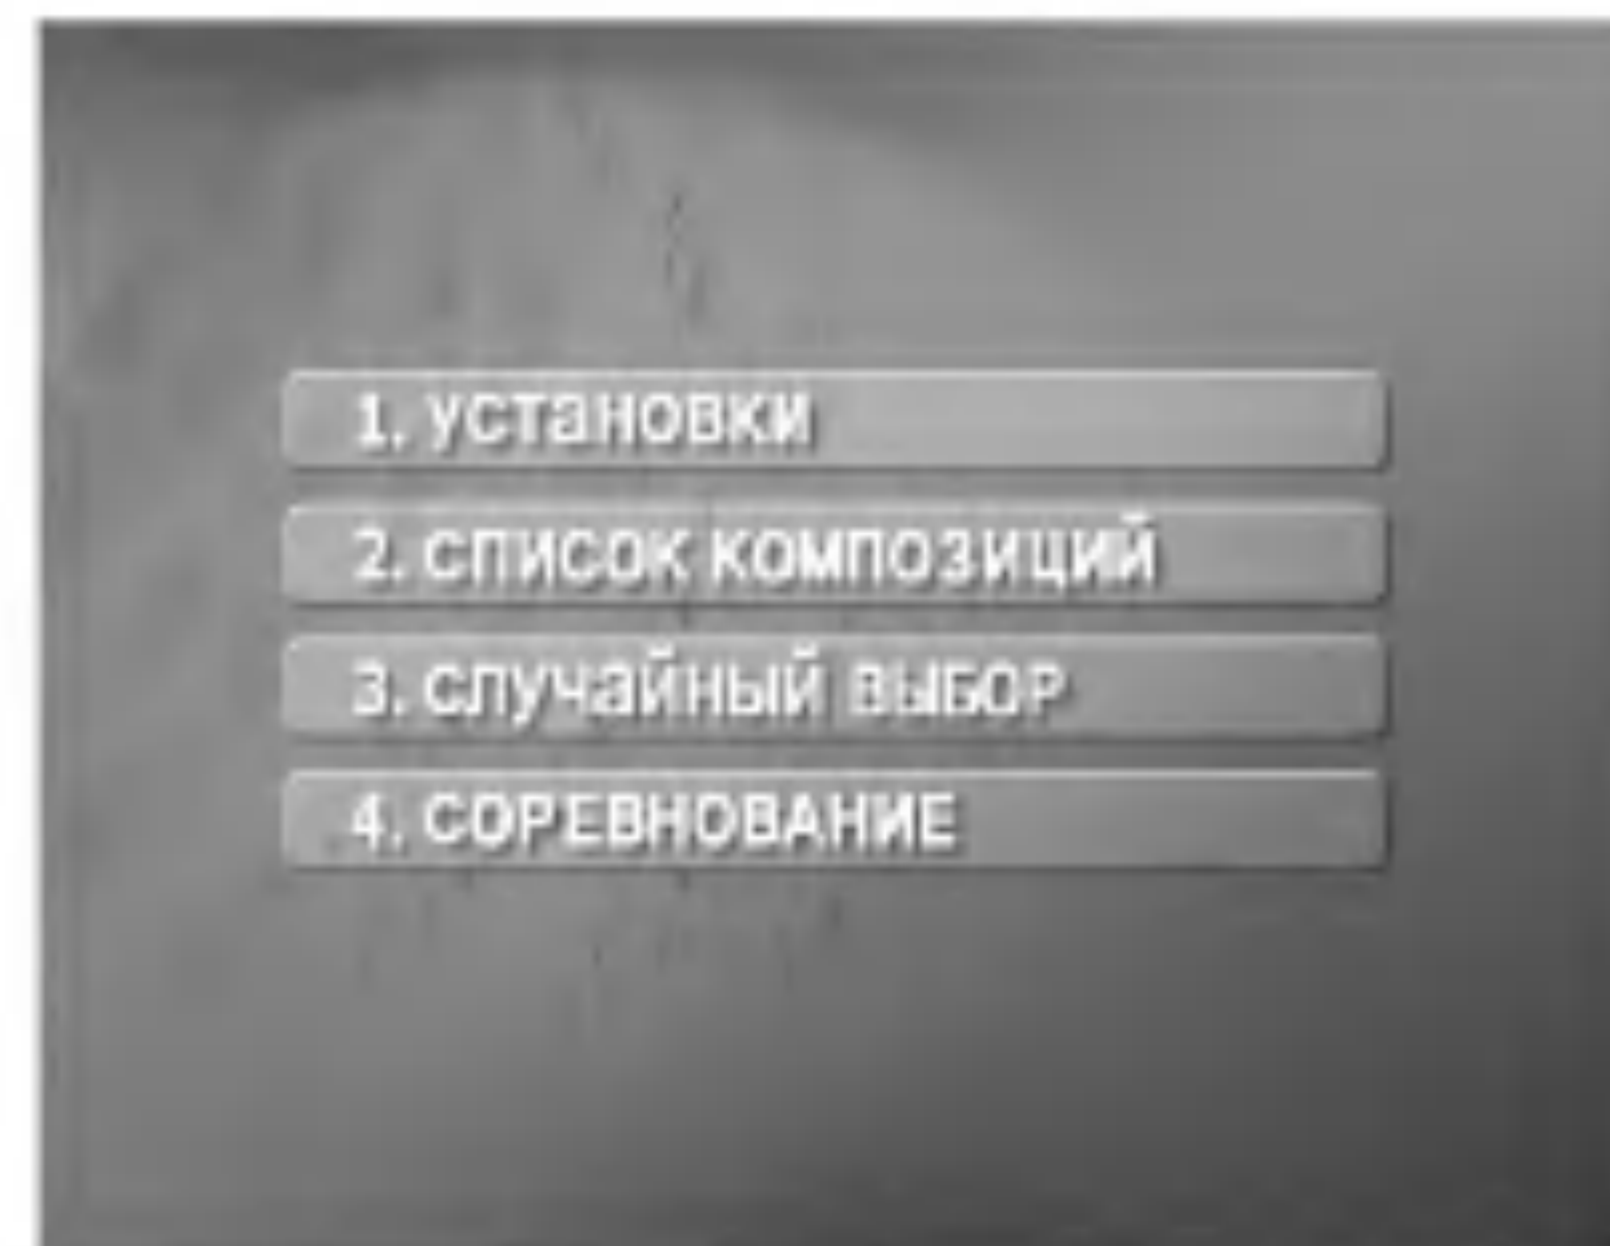 1. УСТаНОВКИ
2. СПИСОК КОМПОЗИЦИЙ
3. СЛУЧаЙНЫЙ ВЫБОР
4. СОРЕВНОВАНИЕ